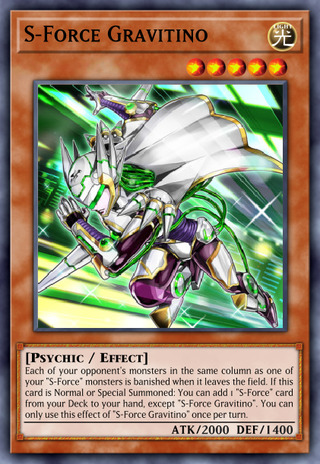 S-Force Gravitino
LIGHT
光
[Psychic / Effect]
Each of your opponent's monsters in the same column as one of
your "S-Force" monsters is banished when it leaves the field. If this
card is Normal or Special Summoned: You can add 1 "S-Force" card
from your Deck to your hand, except "S-Force Gravitino". You can
only use this effect of "S-Force Gravitino" once per turn.
ATK/2000 DEF/1400